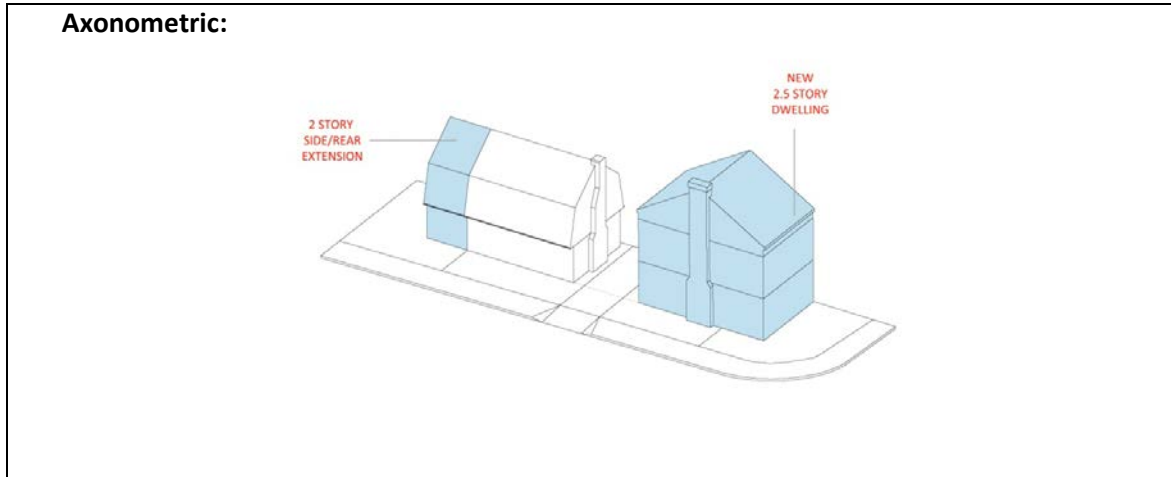 Axonometric:
NEW
2.5 STORY
DWELLING
2 STORY
SIDE/REAR
EXTENSION